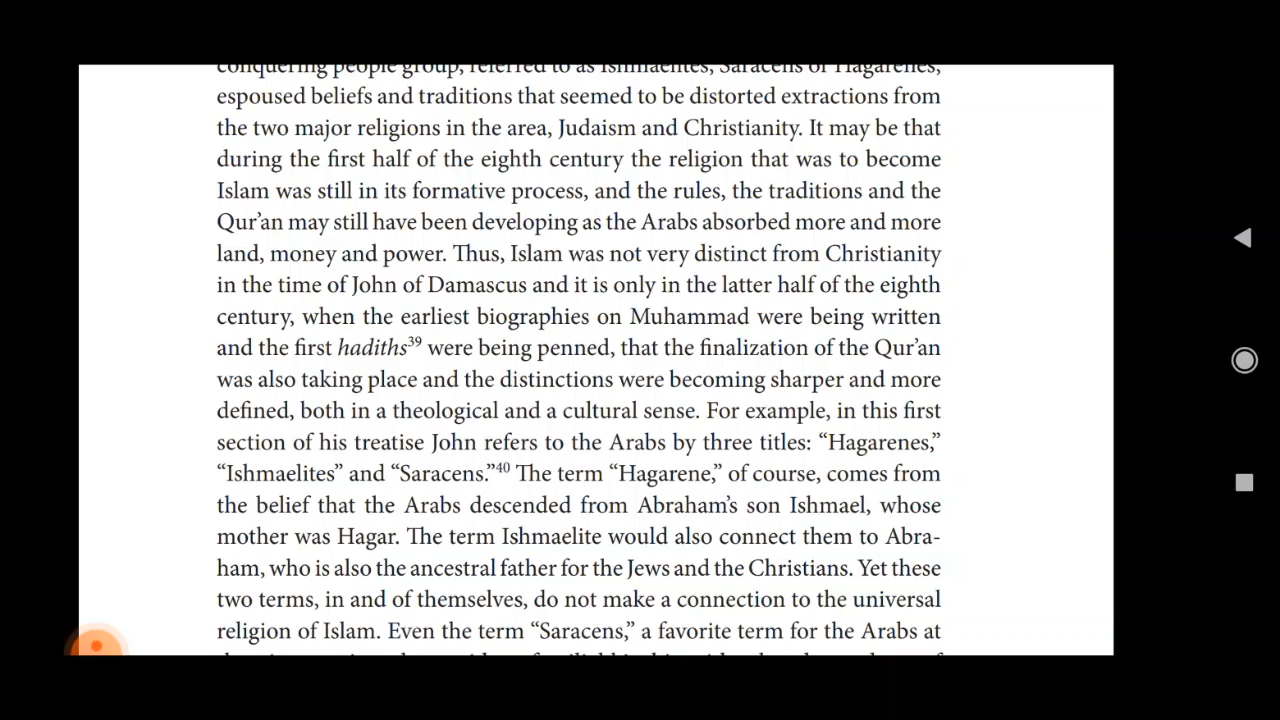 conquering people group, referred to as Ishmaelites, Saracens or Hagarenes,
espoused beliefs and traditions that seemed to be distorted extractions from
the two major religions in the area, Judaism and Christianity. It may be that
during the first half of the eighth century the religion that was to become
Islam was still in its formative process, and the rules, the traditions and the
Qur’an may still have been developing as the Arabs absorbed more and more
land, money and power. Thus, Islam was not very distinct from Christianity
in the time of John of Damascus and it is only in the latter half of the eighth
century, when the earliest biographies on Muhammad were being written
and the first hadiths³⁹ were being penned, that the finalization of the Qur’an
was also taking place and the distinctions were becoming sharper and more
defined, both in a theological and a cultural sense. For example, in this first
section of his treatise John refers to the Arabs by three titles: “Hagarenes,”
“Ishmaelites” and “Saracens.”⁴⁰ The term “Hagarene,” of course, comes from
the belief that the Arabs descended from Abraham’s son Ishmael, whose
mother was Hagar. The term Ishmaelite would also connect them to Abra-
ham, who is also the ancestral father for the Jews and the Christians. Yet these
two terms, in and of themselves, do not make a connection to the universal
religion of Islam. Even the term “Saracens,” a favorite term for the Arabs at